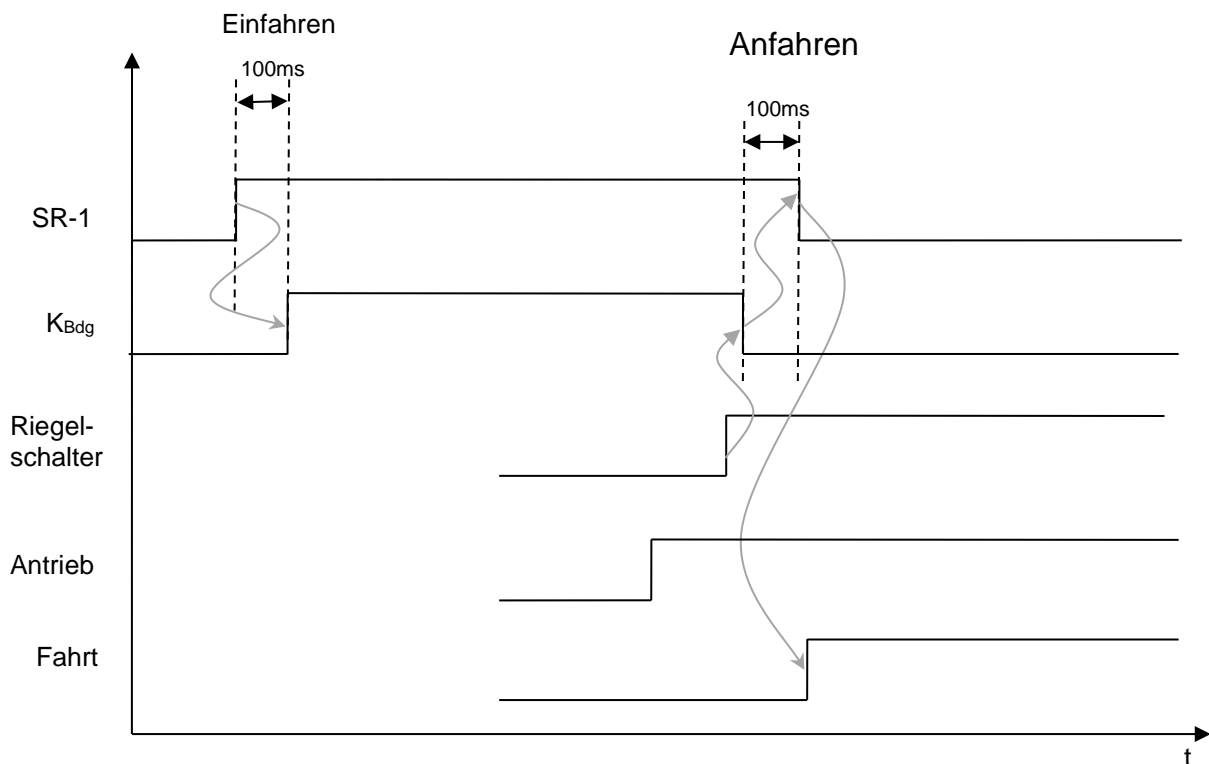 Einfahren
Anfahren
100ms
100ms
SR-1
KBdg
Riegel-
schalter
Antrieb
Fahrt
t